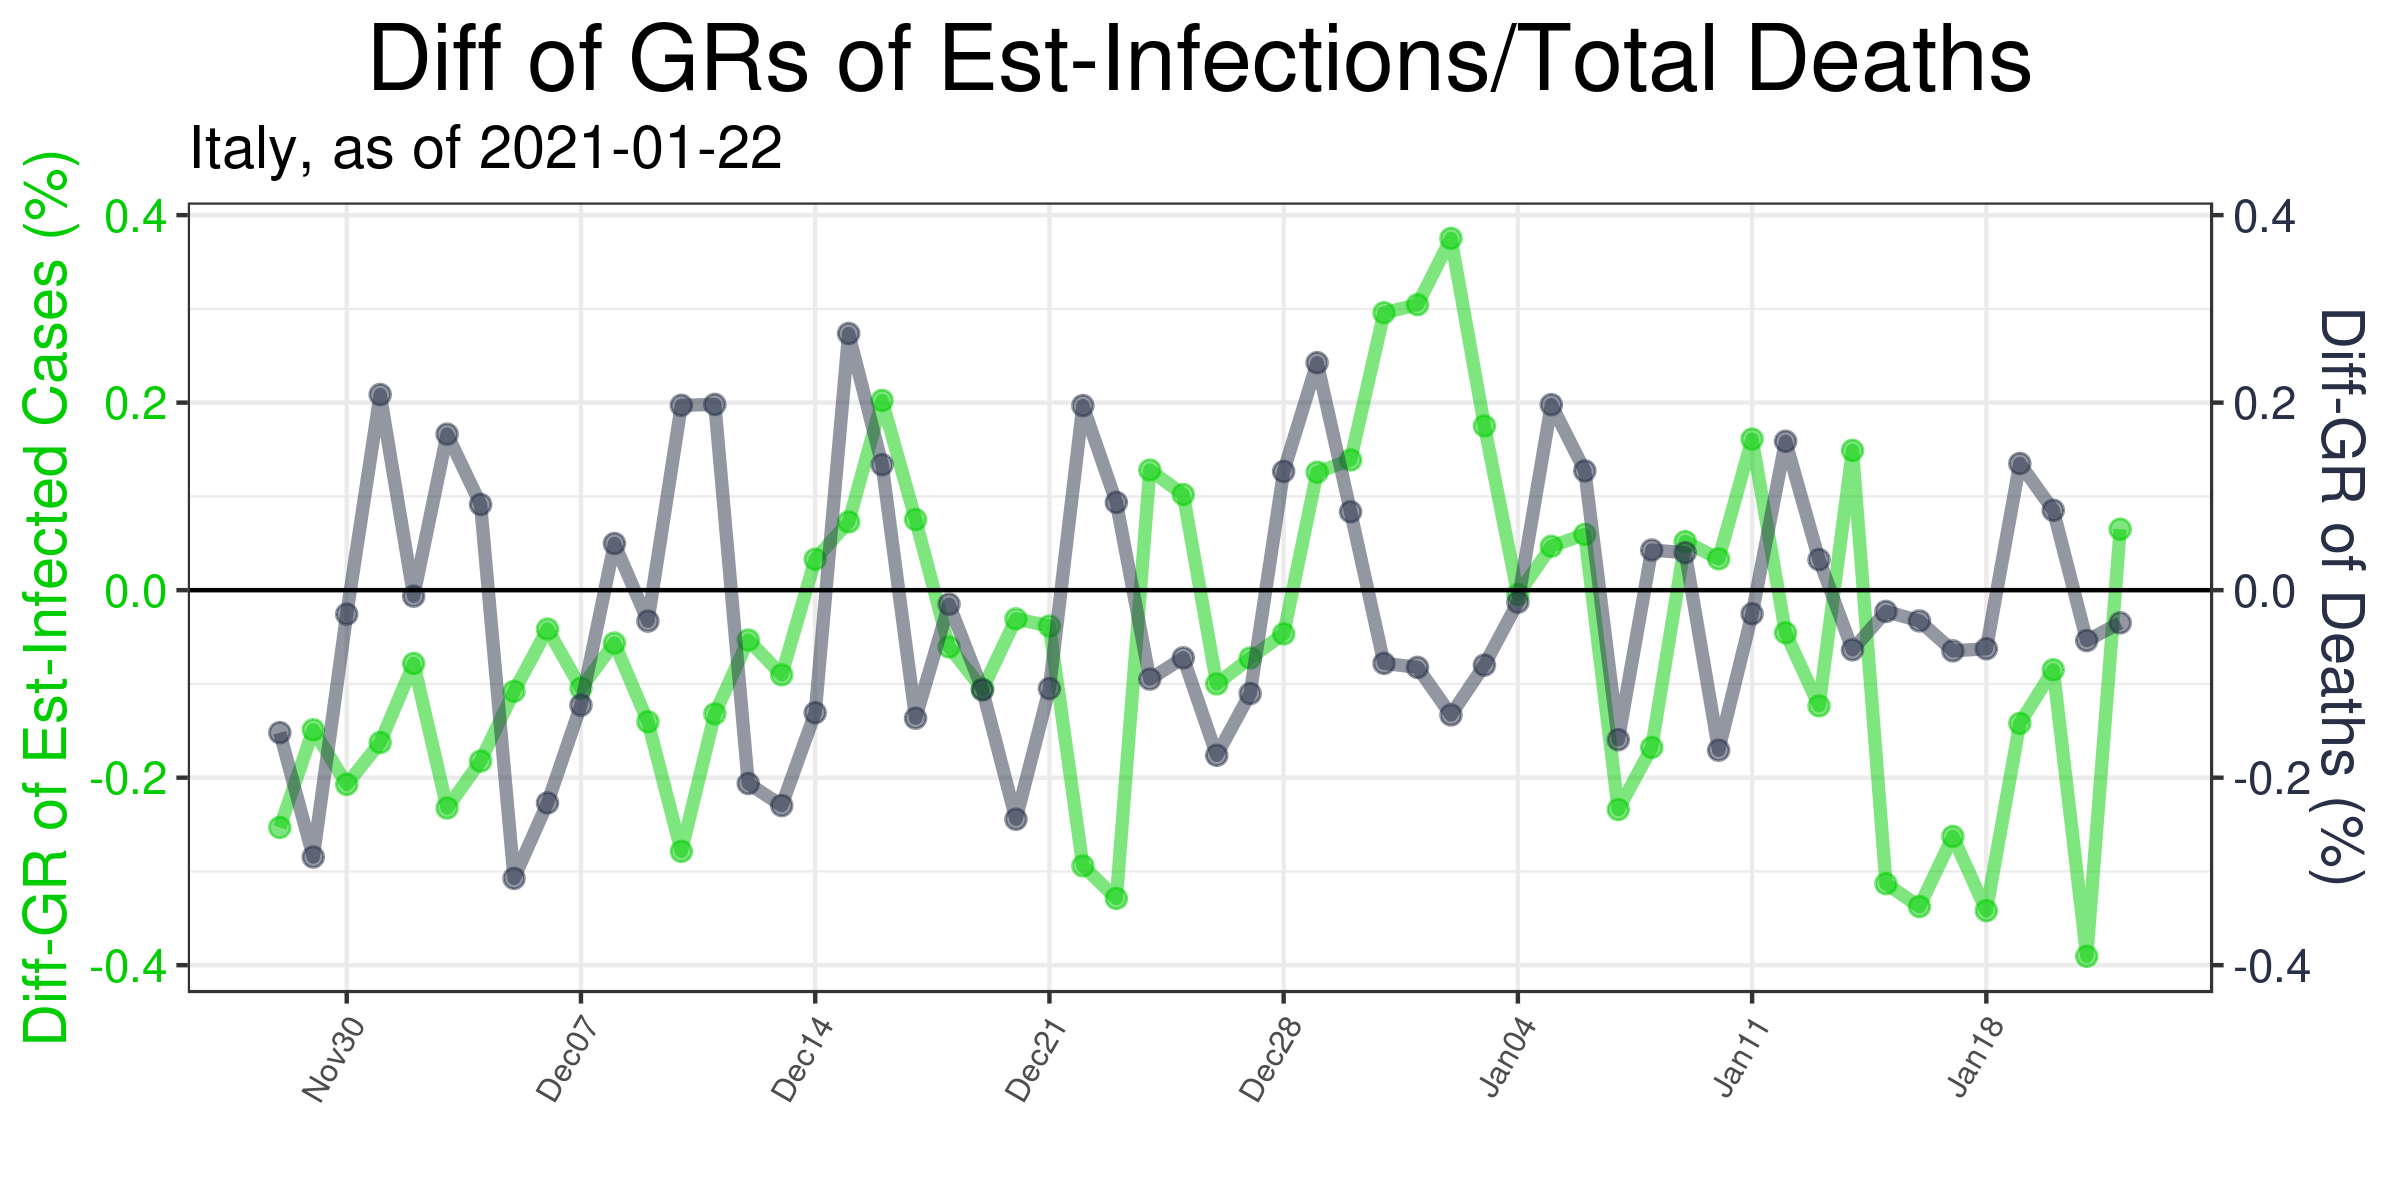 Diff of GRs of Est-Infections/Total Deaths
Italy, as of 2021-01-22
Diff-GR of Est-Infected Cases (%)
0.4
0.2
0.0
-0.2
-0.4
0.4
0.2
0.0
-0.2
-0.4
Diff-GR of Deaths (%)
Nov30
Dec07
Dec14
Dec21
Dec28
Jan04
Jan11
Jan18